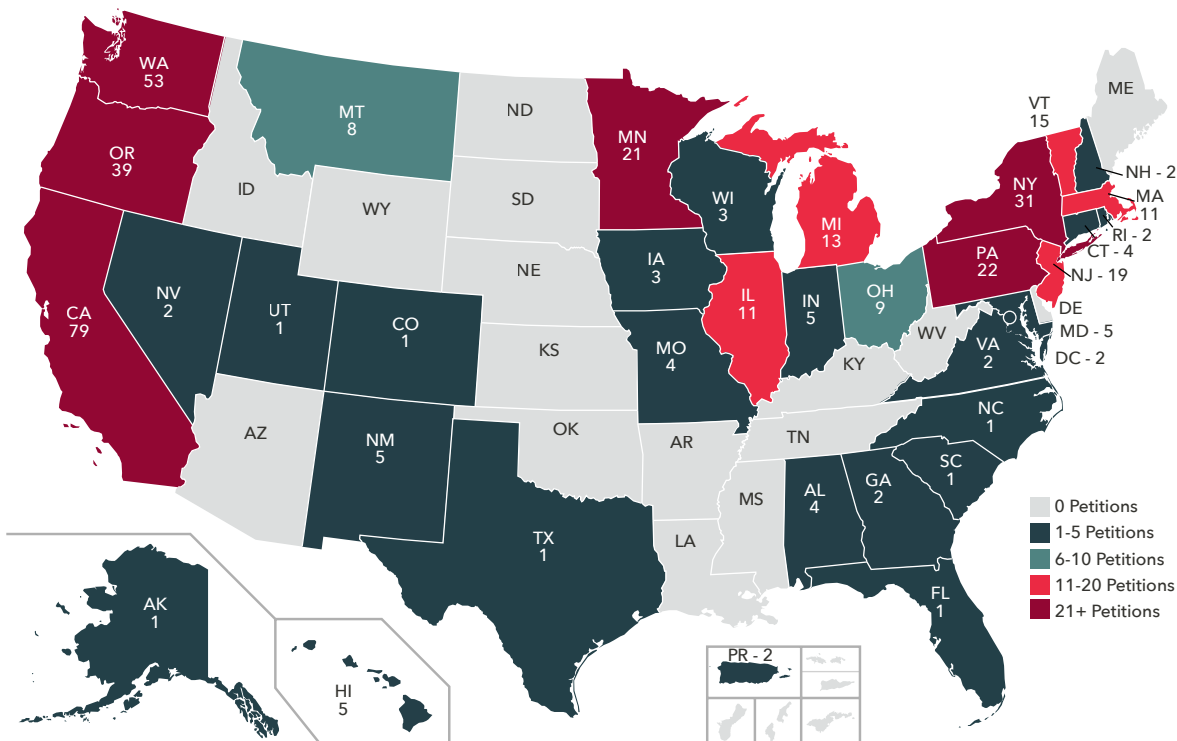 WA
53
OR
39
CA
79
NV
2
ID
MT
8
WY
UT
1
CO
1
AZ
NM
5
ND
SD
NE
KS
OK
TX
1
MN
21
IA
3
MO
4
AR
LA
WI
3
IL
11
MI
13
IN
5
OH
9
KY
TN
MS
AL
4
GA
2
FL
1
SC
1
NC
1
VA
2
WV
PA
22
NY
31
VT
15
ME
NH - 2
MA
11
RI - 2
CT - 4
NJ - 19
DE
MD - 5
DC - 2
AK
1
HI
5
PR - 2
0 Petitions
1-5 Petitions
6-10 Petitions
11-20 Petitions
21+ Petitions